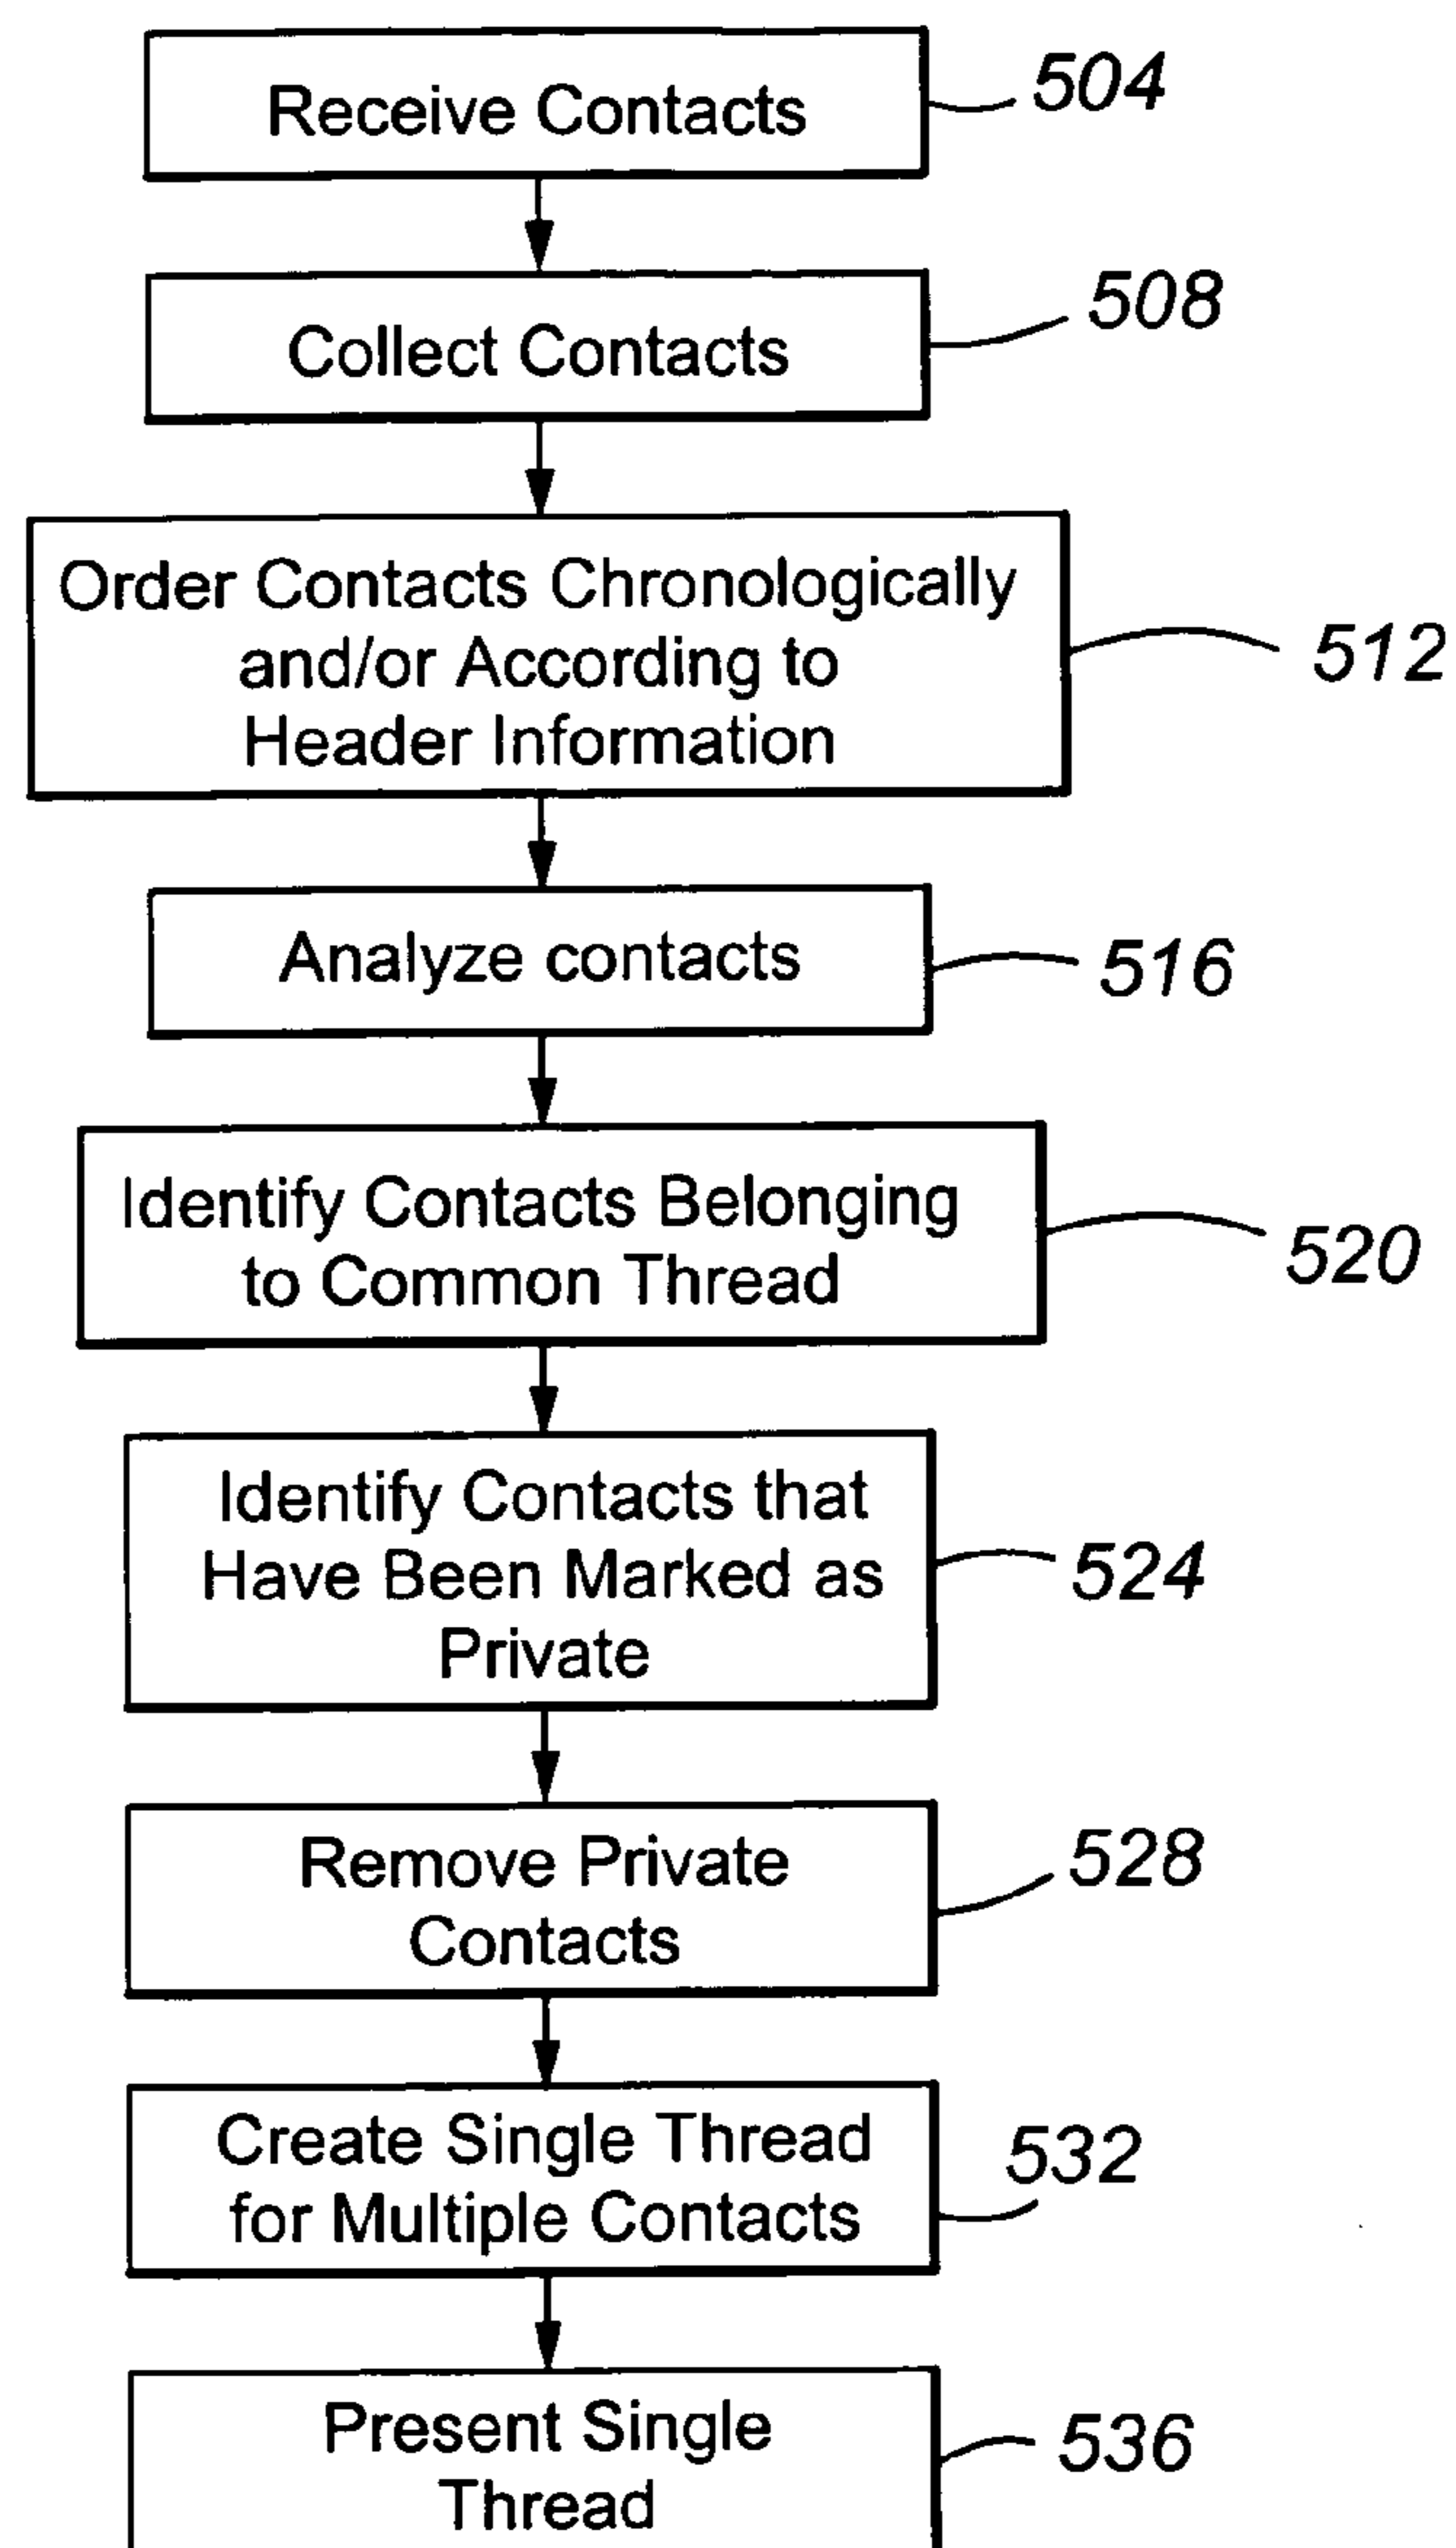 Receive Contacts
504
Collect Contacts
508
Order Contacts Chronologically
and/or According to
Header Information
512
Analyze contacts
516
Identify Contacts Belonging
to Common Thread
520
Identify Contacts that
Have Been Marked as
Private
524
Remove Private
Contacts
528
Create Single Thread
for Multiple Contacts
532
Present Single
Thread
536